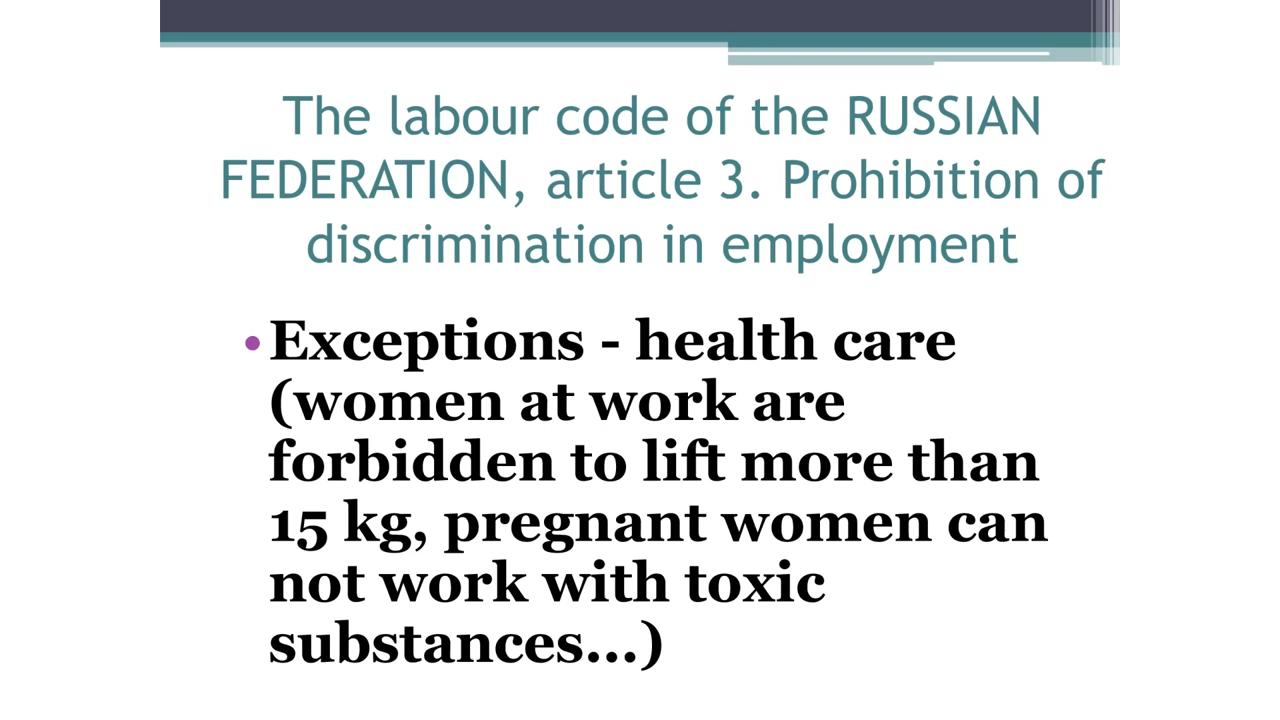 The labour code of the RUSSIAN
FEDERATION, article 3. Prohibition of
discrimination in employment
•Exceptions - health care
(women at work are
forbidden to lift more than
15 kg, pregnant women can
not work with toxic
substances...)